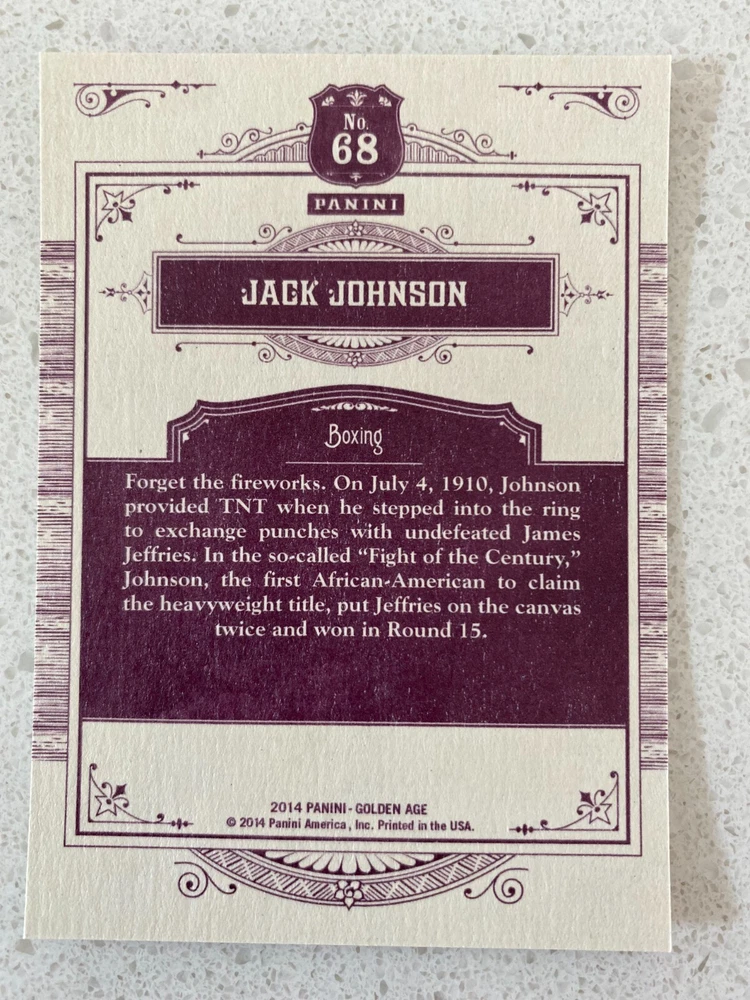 No.
68
PANINI
JACK JOHNSON
Boxing
Forget the fireworks. On July 4, 1910, Johnson
provided TNT when he stepped into the ring
to exchange punches with undefeated James
Jeffries. In the so-called “Fight of the Century,”
Johnson, the first African-American to claim
the heavyweight title, put Jeffries on the canvas
twice and won in Round 15.
2014 PANINI - GOLDEN AGE
© 2014 Panini America, Inc. Printed in the USA.